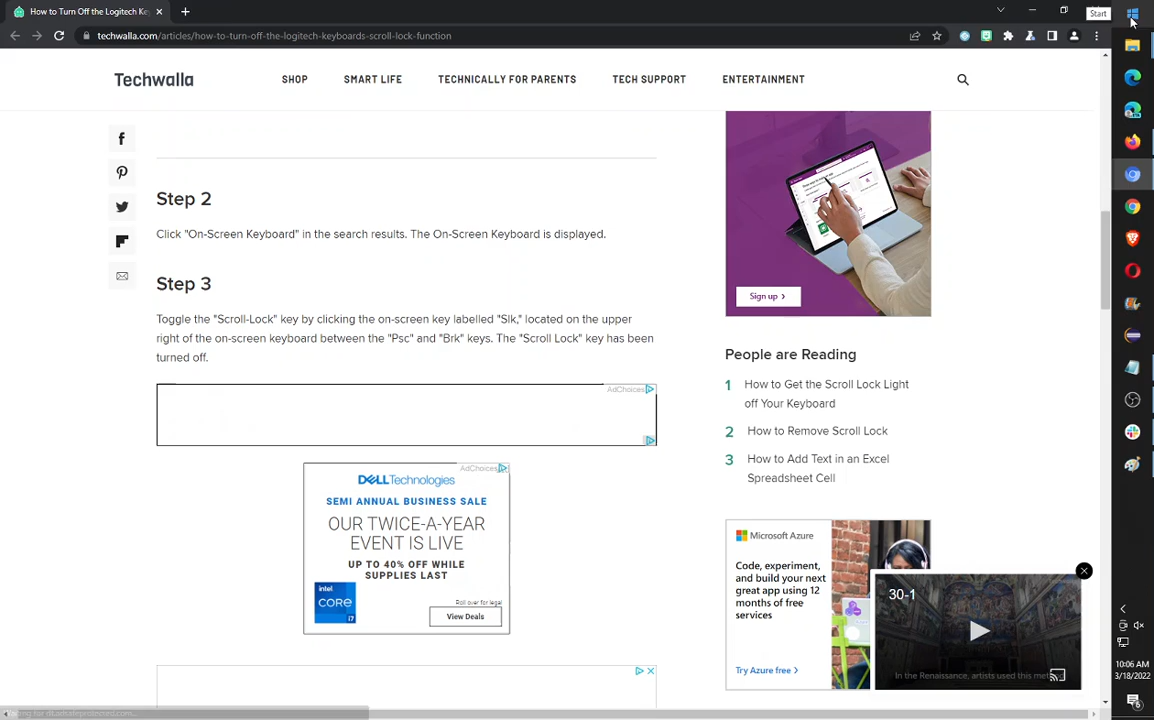 How to Turn Off the Logitech Ke
Start
techwalla.com/articles/how-to-turn-off-the-logitech-keyboards-scroll-lock-function
Techwalla
SHOP
SMART LIFE
TECHNICALLY FOR PARENTS
TECH SUPPORT
ENTERTAINMENT
Step 2
Click "On-Screen Keyboard" in the search results. The On-Screen Keyboard is displayed.
Step 3
Toggle the "Scroll-Lock" key by clicking the on-screen key labelled "Slk," located on the upper
right of the on-screen keyboard between the "Psc" and "Brk" keys. The "Scroll Lock" key has been
turned off.
AdChoices
AdChoices
DELLTechnologies
SEMI ANNUAL BUSINESS SALE
OUR TWICE-A-YEAR
EVENT IS LIVE
UP TO 40% OFF WHILE
SUPPLIES LAST
intel
CORE
i7
Roll over for legal
View Deals
Sign up
People are Reading
1 How to Get the Scroll Lock Light
off Your Keyboard
2 How to Remove Scroll Lock
3 How to Add Text in an Excel
Spreadsheet Cell
Microsoft Azure
Code, experiment,
and build your next
great app using 12
months of free
services
Try Azure free
30-1
In the Renaissance, artists used this me
10:06 AM
3/18/2022